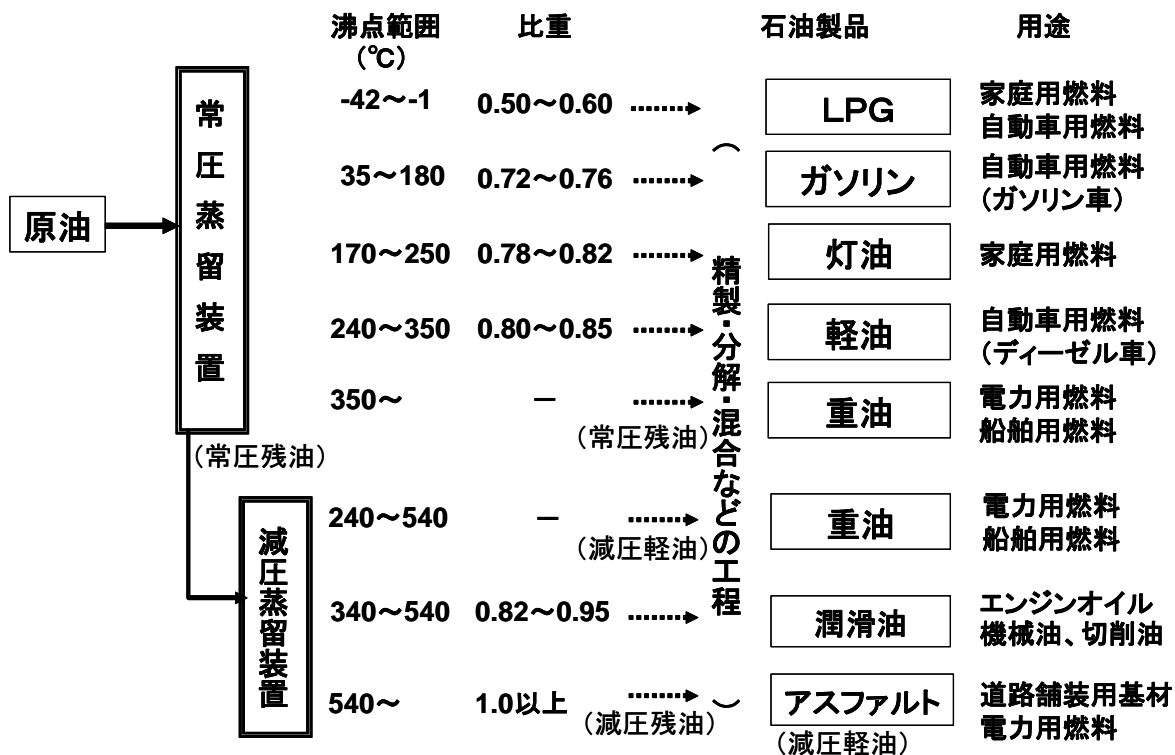 沸点範囲 比重 石油製品 用途
(℃)
原油
常圧蒸留装置
-42～-1 0.50～0.60 LPG 家庭用燃料
自動車用燃料
35～180 0.72～0.76 ガソリン 自動車用燃料
(ガソリン車)
170～250 0.78～0.82 灯油 家庭用燃料
240～350 0.80～0.85 軽油 自動車用燃料
(ディーゼル車)
350～ － 重油 電力用燃料
(常圧残油) 船舶用燃料
(常圧残油)
(精製・分解・混合などの工程)
減圧蒸留装置
240～540 － 重油 電力用燃料
(減圧軽油) 船舶用燃料
340～540 0.82～0.95 潤滑油 エンジンオイル
機械油、切削油
540～ 1.0以上 アスファルト 道路舗装用基材
(減圧残油) 電力用燃料
(減圧軽油)